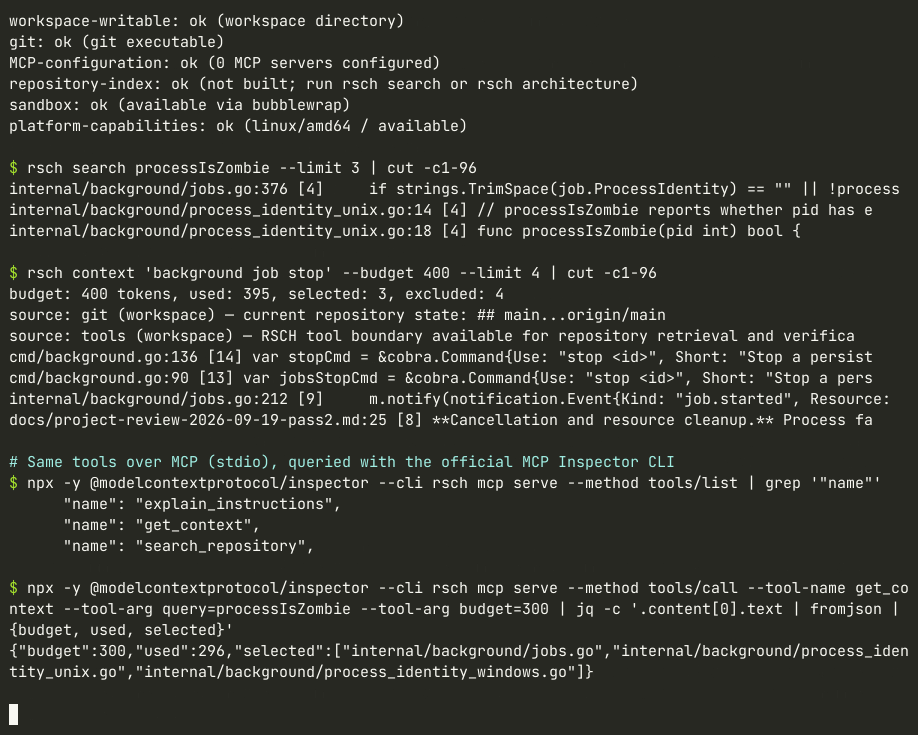 workspace-writable: ok (workspace directory)
git: ok (git executable)
MCP-configuration: ok (0 MCP servers configured)
repository-index: ok (not built; run rsch search or rsch architecture)
sandbox: ok (available via bubblewrap)
platform-capabilities: ok (linux/amd64 / available)
$ rsch search processIsZombie --limit 3 | cut -c1-96
internal/background/jobs.go:376 [4]     if strings.TrimSpace(job.ProcessIdentity) == "" || !process
internal/background/process_identity_unix.go:14 [4] // processIsZombie reports whether pid has e
internal/background/process_identity_unix.go:18 [4] func processIsZombie(pid int) bool {
$ rsch context 'background job stop' --budget 400 --limit 4 | cut -c1-96
budget: 400 tokens, used: 395, selected: 3, excluded: 4
source: git (workspace) — current repository state: ## main...origin/main
source: tools (workspace) — RSCH tool boundary available for repository retrieval and verifica
cmd/background.go:136 [14] var stopCmd = &cobra.Command{Use: "stop <id>", Short: "Stop a persist
cmd/background.go:90 [13] var jobsStopCmd = &cobra.Command{Use: "stop <id>", Short: "Stop a pers
internal/background/jobs.go:212 [9]     m.notify(notification.Event{Kind: "job.started", Resource:
docs/project-review-2026-09-19-pass2.md:25 [8] **Cancellation and resource cleanup.** Process fa
# Same tools over MCP (stdio), queried with the official MCP Inspector CLI
$ npx -y @modelcontextprotocol/inspector --cli rsch mcp serve --method tools/list | grep '"name"'
      "name": "explain_instructions",
      "name": "get_context",
      "name": "search_repository",
$ npx -y @modelcontextprotocol/inspector --cli rsch mcp serve --method tools/call --tool-name get_co
ntext --tool-arg query=processIsZombie --tool-arg budget=300 | jq -c '.content[0].text | fromjson |
{budget, used, selected}'
{"budget":300,"used":296,"selected":["internal/background/jobs.go","internal/background/process_iden
tity_unix.go","internal/background/process_identity_windows.go"]}